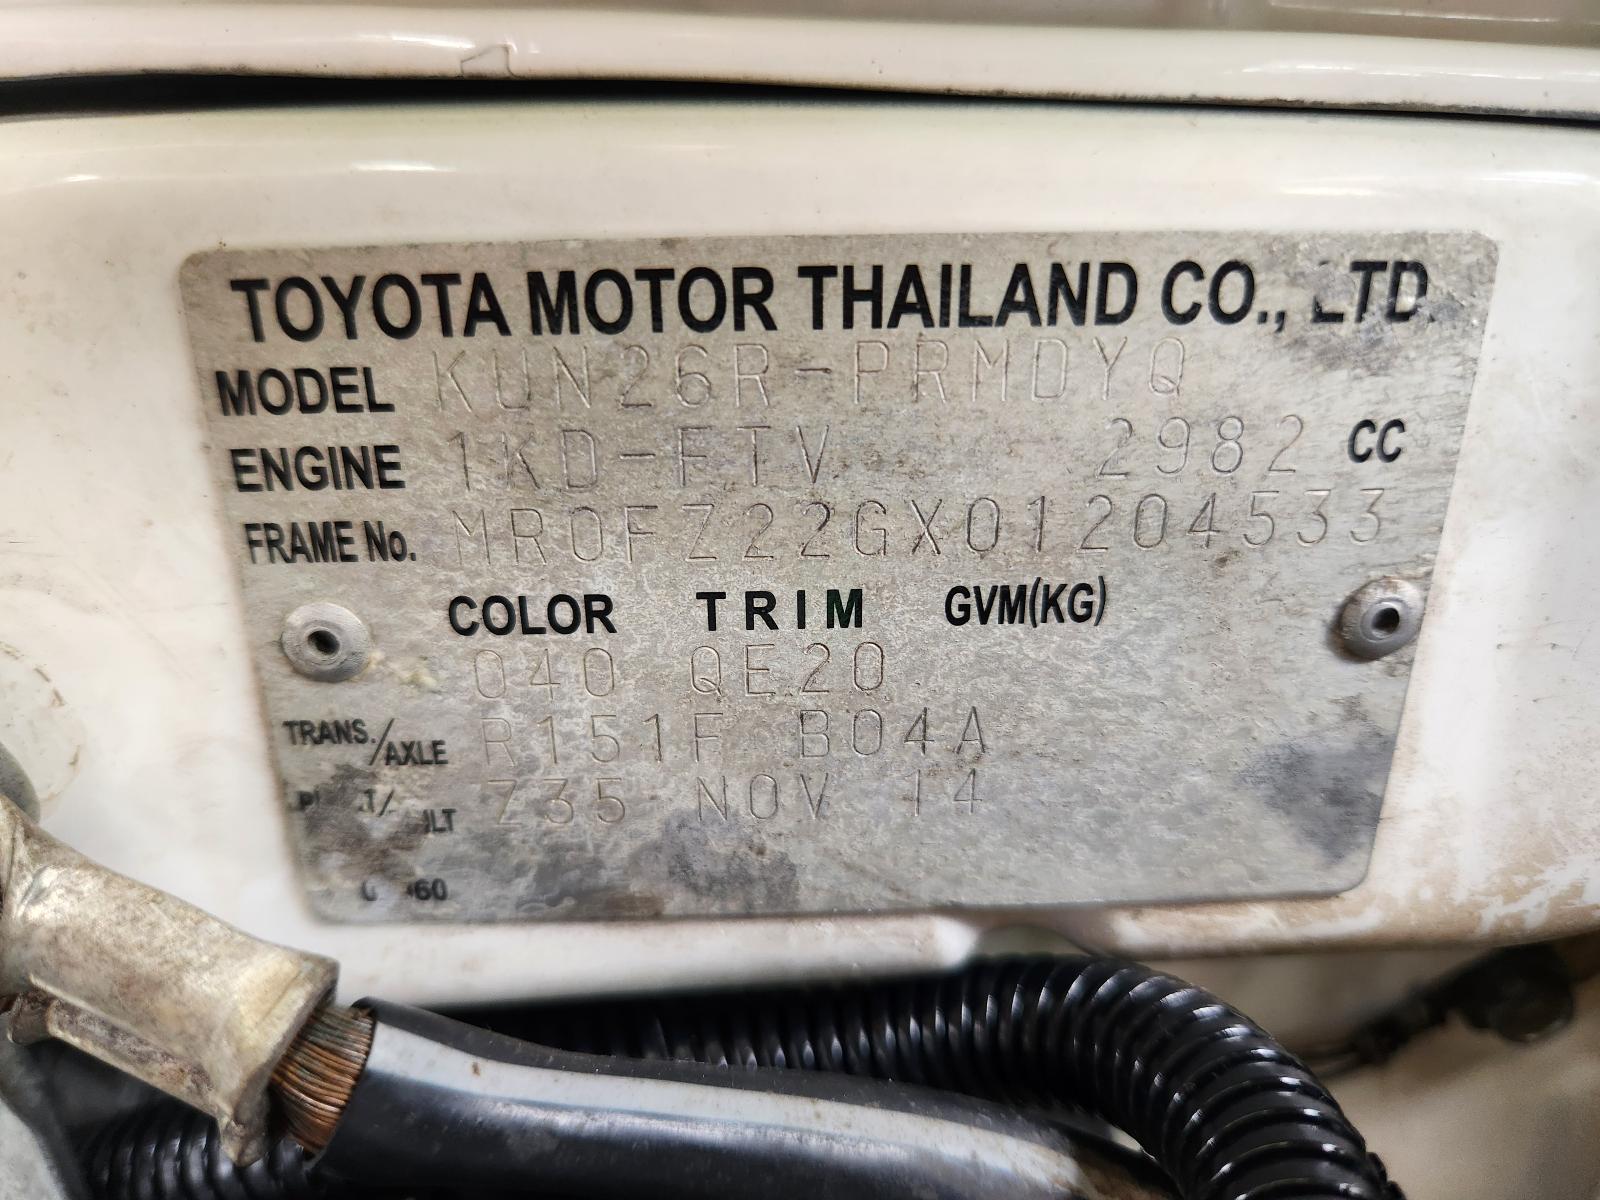 TOYOTA MOTOR THAILAND CO., LTD.
MODEL KUN26R-PRMDYQ
ENGINE 1KD-FTV 2982 CC
FRAME No. MR0FZ22GX01204533
COLOR TRIM GVM(KG)
040 QE20
TRANS./AXLE R151F B04A
Z35 NOV 14